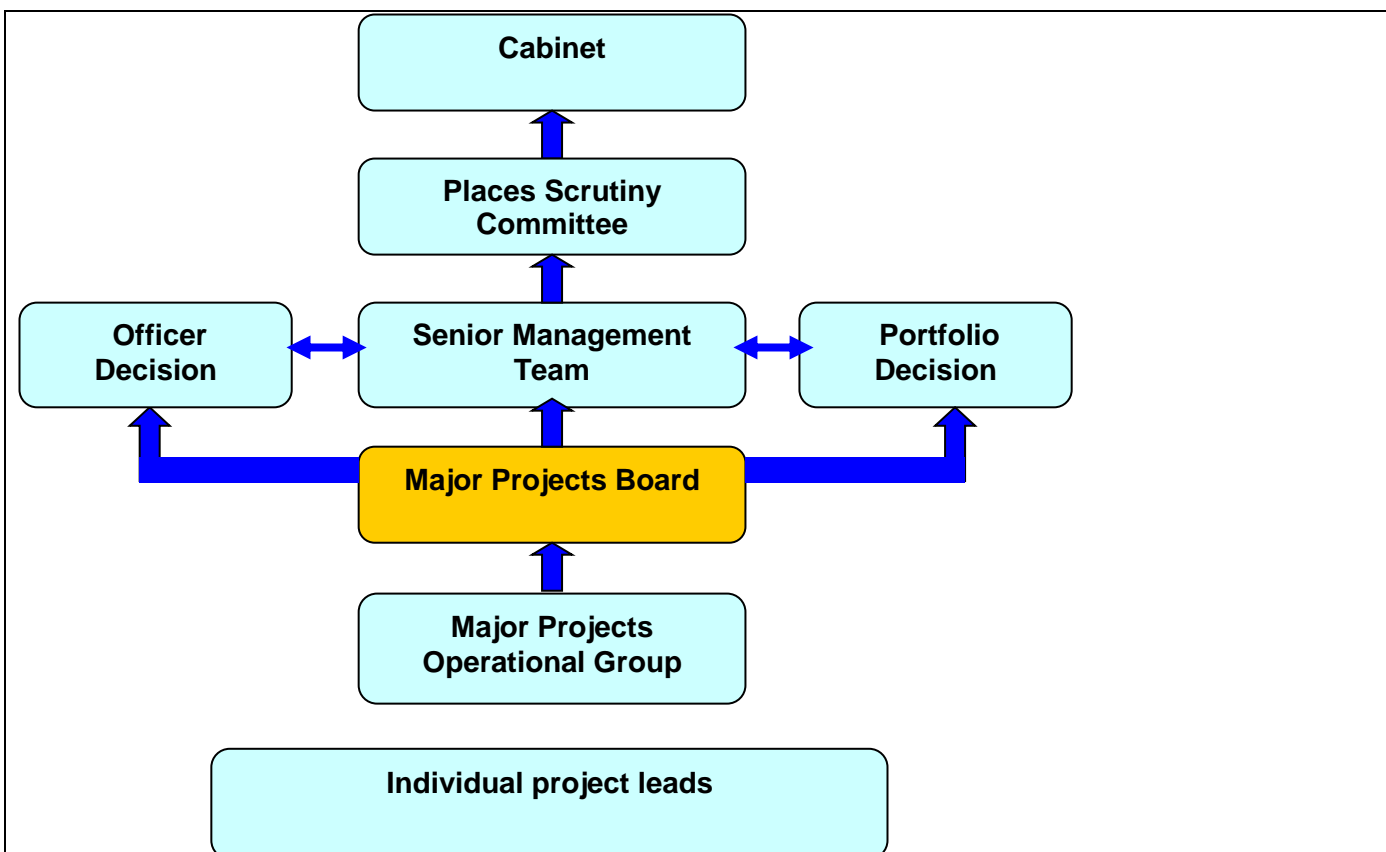 Cabinet
Places Scrutiny
Committee
Officer
Decision
Senior Management
Team
Portfolio
Decision
Major Projects Board
Major Projects
Operational Group
Individual project leads